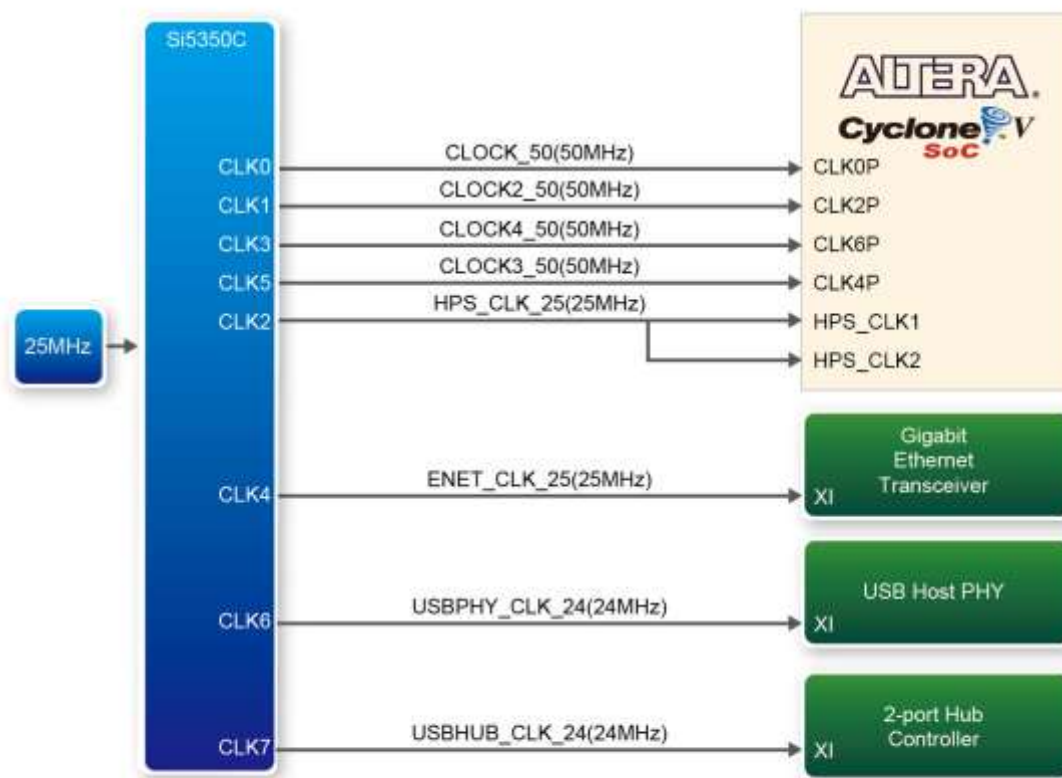 Si5350C
ALTERA.
Cyclone V
SoC
CLK0
CLOCK_50(50MHz)
CLK0P
CLK1
CLOCK2_50(50MHz)
CLK2P
CLK3
CLOCK4_50(50MHz)
CLK6P
CLK5
CLOCK3_50(50MHz)
CLK4P
CLK2
HPS_CLK_25(25MHz)
HPS_CLK1
25MHz
HPS_CLK2
Gigabit
Ethernet
Transceiver
CLK4
ENET_CLK_25(25MHz)
XI
USB Host PHY
CLK6
USBPHY_CLK_24(24MHz)
XI
2-port Hub
Controller
CLK7
USBHUB_CLK_24(24MHz)
XI